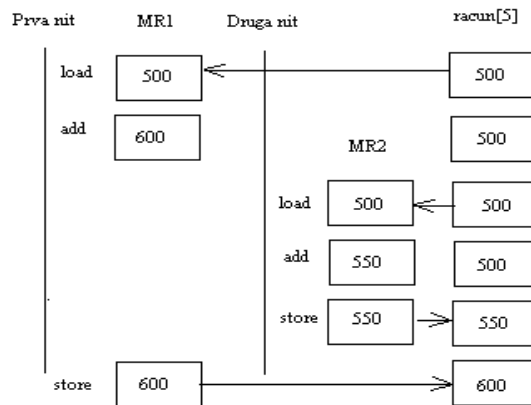 Prva nit MR1 Druga nit racun[5]
load 500 500
add 600 500
MR2
load 500 500
add 550 500
store 550 550
store 600 600